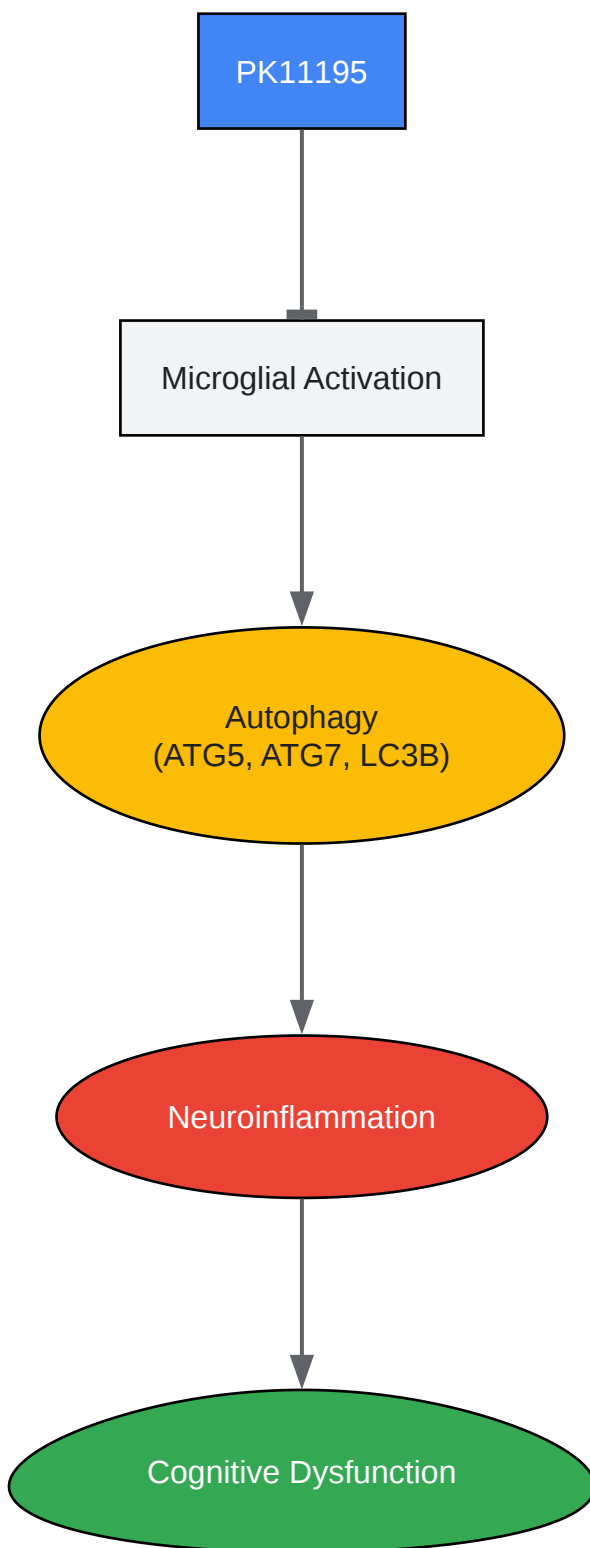 PK11195
Microglial Activation
Autophagy
(ATG5, ATG7, LC3B)
Neuroinflammation
Cognitive Dysfunction